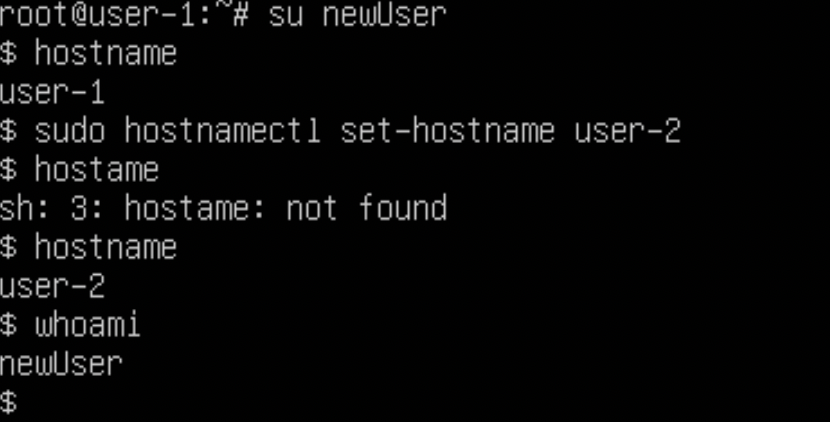 root@user-1:~# su newUser
$ hostname
user-1
$ sudo hostnamectl set-hostname user-2
$ hostame
sh: 3: hostame: not found
$ hostname
user-2
$ whoami
newUser
$